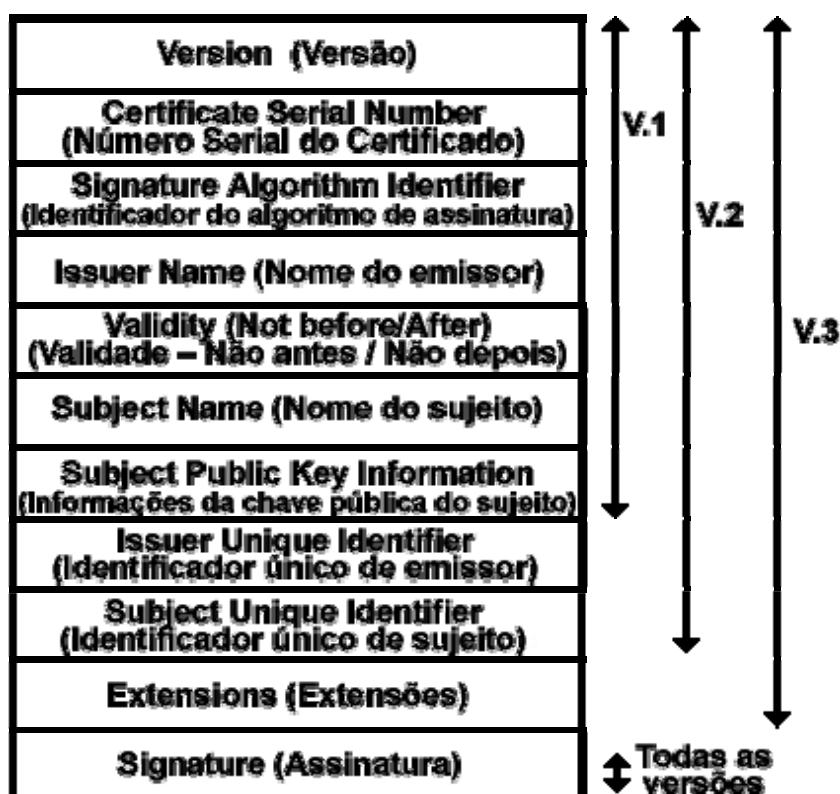 Version (Versão)
Certificate Serial Number
(Número Serial do Certificado)
Signature Algorithm Identifier
(Identificador do algoritmo de assinatura)
Issuer Name (Nome do emissor)
Validity (Not before/After)
(Validade – Não antes / Não depois)
Subject Name (Nome do sujeito)
Subject Public Key Information
(Informações da chave pública do sujeito)
Issuer Unique Identifier
(Identificador único de emissor)
Subject Unique Identifier
(Identificador único de sujeito)
Extensions (Extensões)
Signature (Assinatura)
V.1
V.2
V.3
Todas as
versões